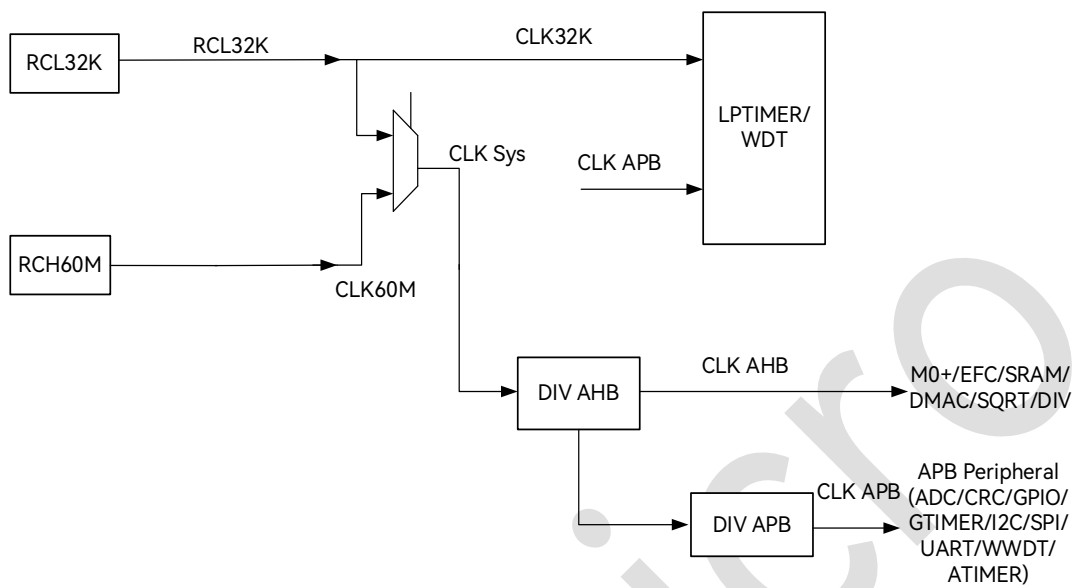 RCL32K
RCL32K
CLK32K
LPTIMER/
WDT
CLK Sys
CLK APB
RCH60M
CLK60M
DIV AHB
CLK AHB
M0+/EFC/SRAM/
DMAC/SQRT/DIV
DIV APB
CLK APB
APB Peripheral
(ADC/CRC/GPIO/
GTIMER/I2C/SPI/
UART/WWDT/
ATIMER)
icro